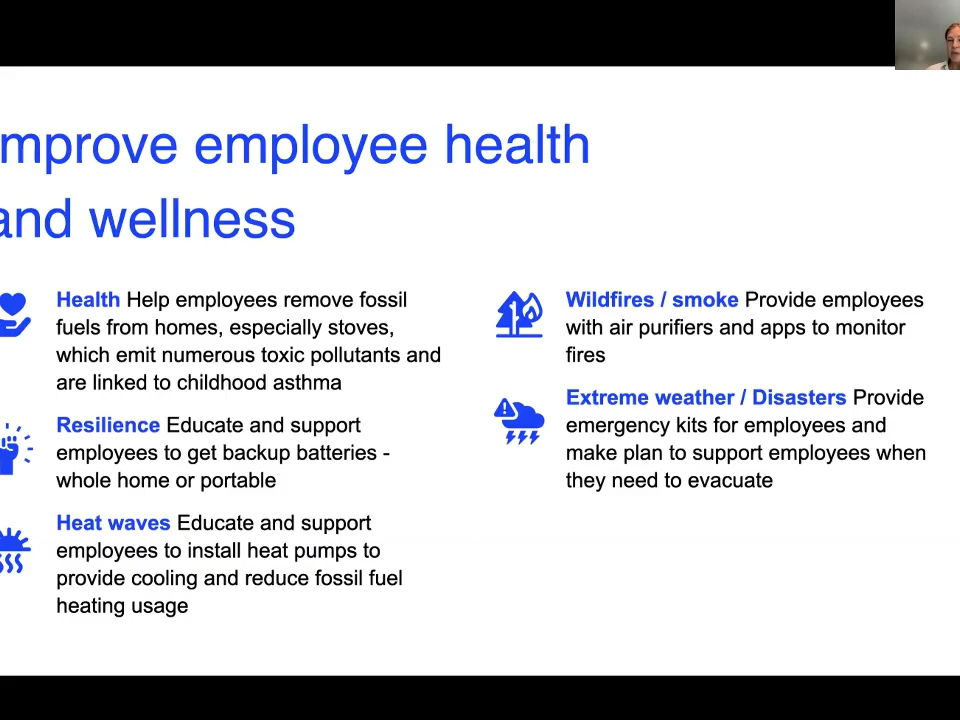 mprove employee health
and wellness
Health Help employees remove fossil
fuels from homes, especially stoves,
which emit numerous toxic pollutants and
are linked to childhood asthma
Resilience Educate and support
employees to get backup batteries -
whole home or portable
Heat waves Educate and support
employees to install heat pumps to
provide cooling and reduce fossil fuel
heating usage
Wildfires / smoke Provide employees
with air purifiers and apps to monitor
fires
Extreme weather / Disasters Provide
emergency kits for employees and
make plan to support employees when
they need to evacuate